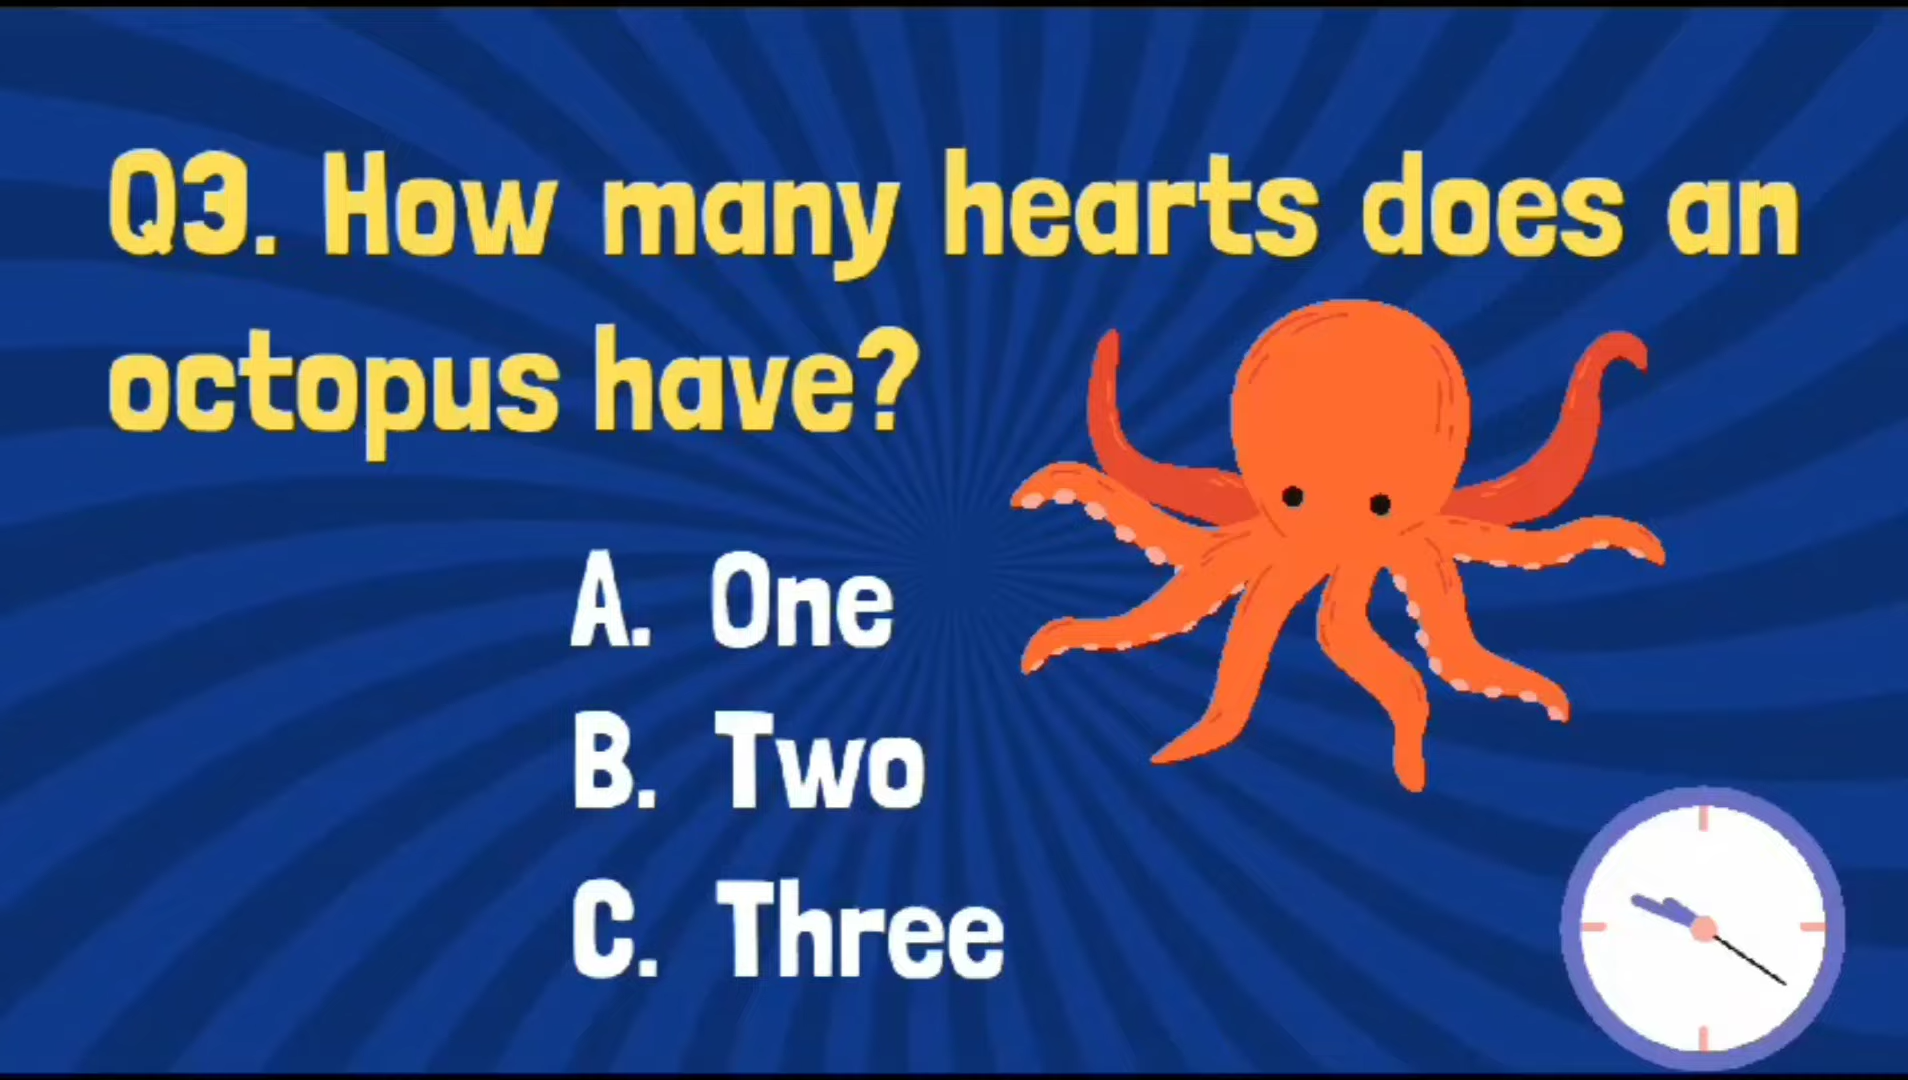 Q3. How many hearts does an
octopus have?
A. One
B. Two
C. Three